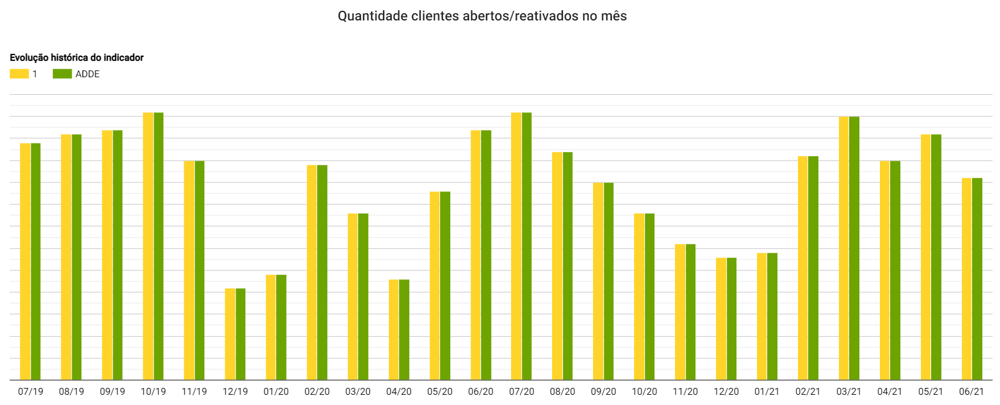 Quantidade clientes abertos/reativados no mês
Evolução histórica do indicador
1 ADDE
07/19 08/19 09/19 10/19 11/19 12/19 01/20 02/20 03/20 04/20 05/20 06/20 07/20 08/20 09/20 10/20 11/20 12/20 01/21 02/21 03/21 04/21 05/21 06/21